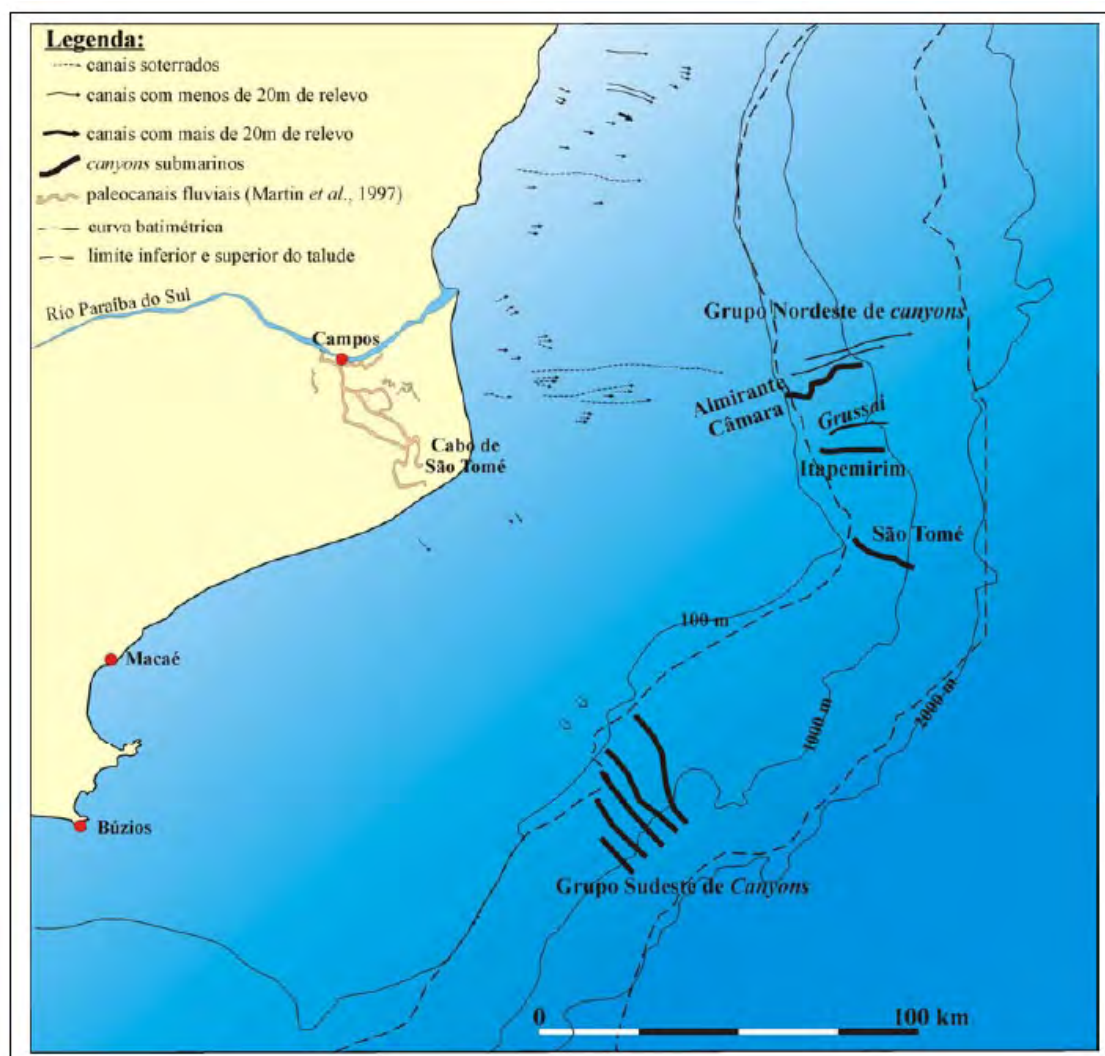 Legenda:
canais soterrados
canais com menos de 20m de relevo
canais com mais de 20m de relevo
canyons submarinos
paleocanais fluviais (Martin et al., 1997)
curva batimétrica
limite inferior e superior do talude
Rio Paraíba do Sul
Campos
Grupo Nordeste de canyons
Almirante
Câmara
Grussaí
Itapemirim
Cabo de
São Tomé
São Tomé
100 m
Macaé
1000 m
2000 m
Búzios
Grupo Sudeste de Canyons
0
100 km